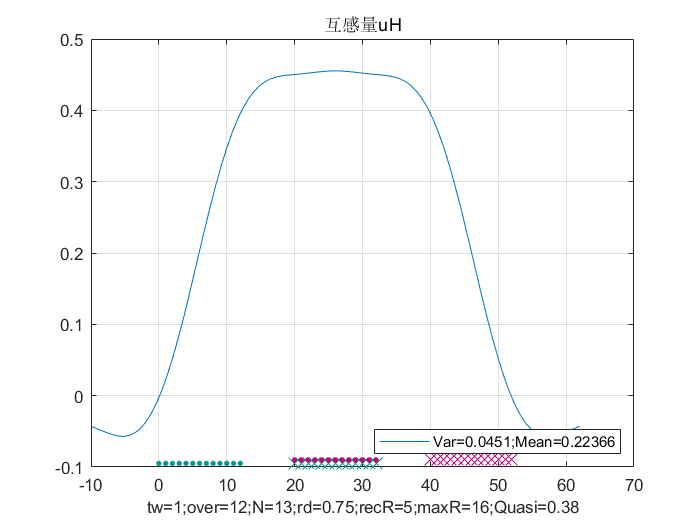 互感量uH
0.5
0.4
0.3
0.2
0.1
0
-0.1
-10 0 10 20 30 40 50 60 70
Var=0.0451;Mean=0.22366
tw=1;over=12;N=13;rd=0.75;recR=5;maxR=16;Quasi=0.38